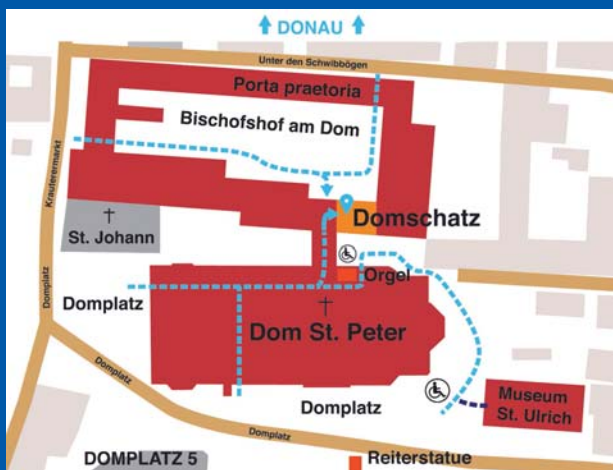 DONAU
Unter den Schwibbögen
Porta praetoria
Bischofshof am Dom
Krauterermarkt
Domschatz
St. Johann
Orgel
Domplatz
Domplatz
Dom St. Peter
Domplatz
Domplatz
Museum
St. Ulrich
Domplatz
DOMPLATZ 5
Reiterstatue